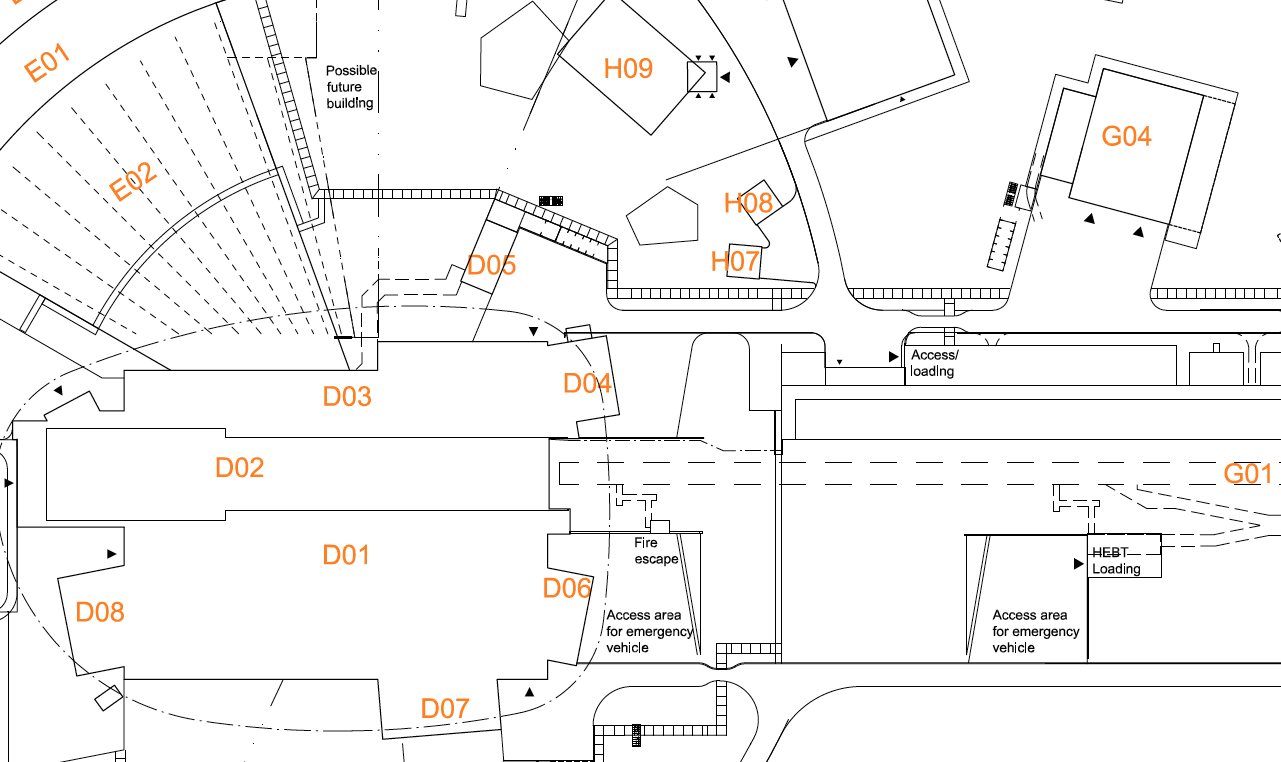 E01
Possible
future
building
H09
G04
E02
H08
D05
H07
Access/
loading
D03
D04
D02
G01
D01
Fire
escape
HEBT
Loading
D06
D08
Access area
for emergency
vehicle
Access area
for emergency
vehicle
D07